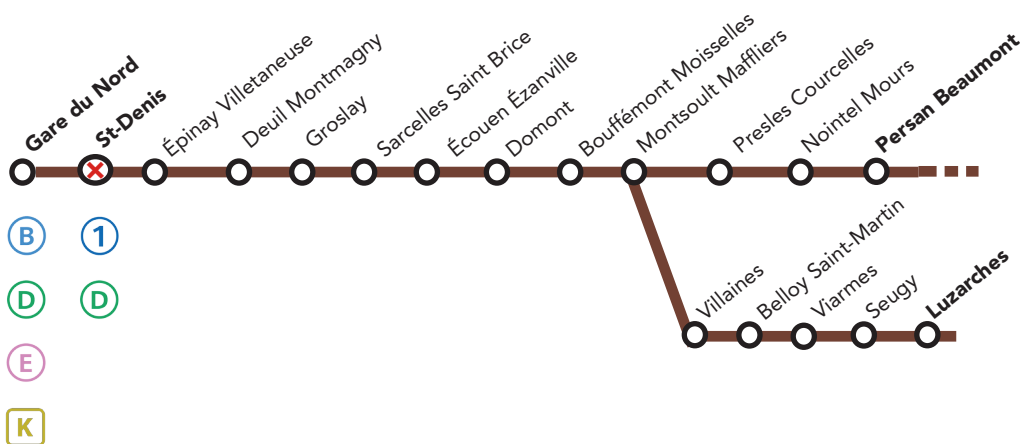 Gare du Nord
St-Denis
Épinay Villetaneuse
Deuil Montmagny
Groslay
Sarcelles Saint Brice
Écouen Ézanville
Domont
Bouffémont Moisselles
Montsoult Maffliers
Presles Courcelles
Nointel Mours
Persan Beaumont
B
1
D
D
E
K
Villaines
Belloy Saint-Martin
Viarmes
Seugy
Luzarches